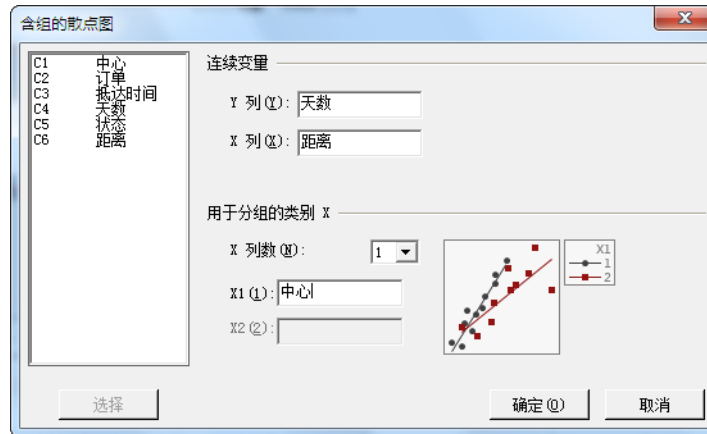 含组的散点图
C1 中心
C2 订单
C3 抵达时间
C4 天数
C5 状态
C6 距离
连续变量
Y 列(Y): 天数
X 列(X): 距离
用于分组的类别 X
X 列数(N): 1
X1(1): 中心
X2(2):
X1
1
2
选择
确定(O)
取消